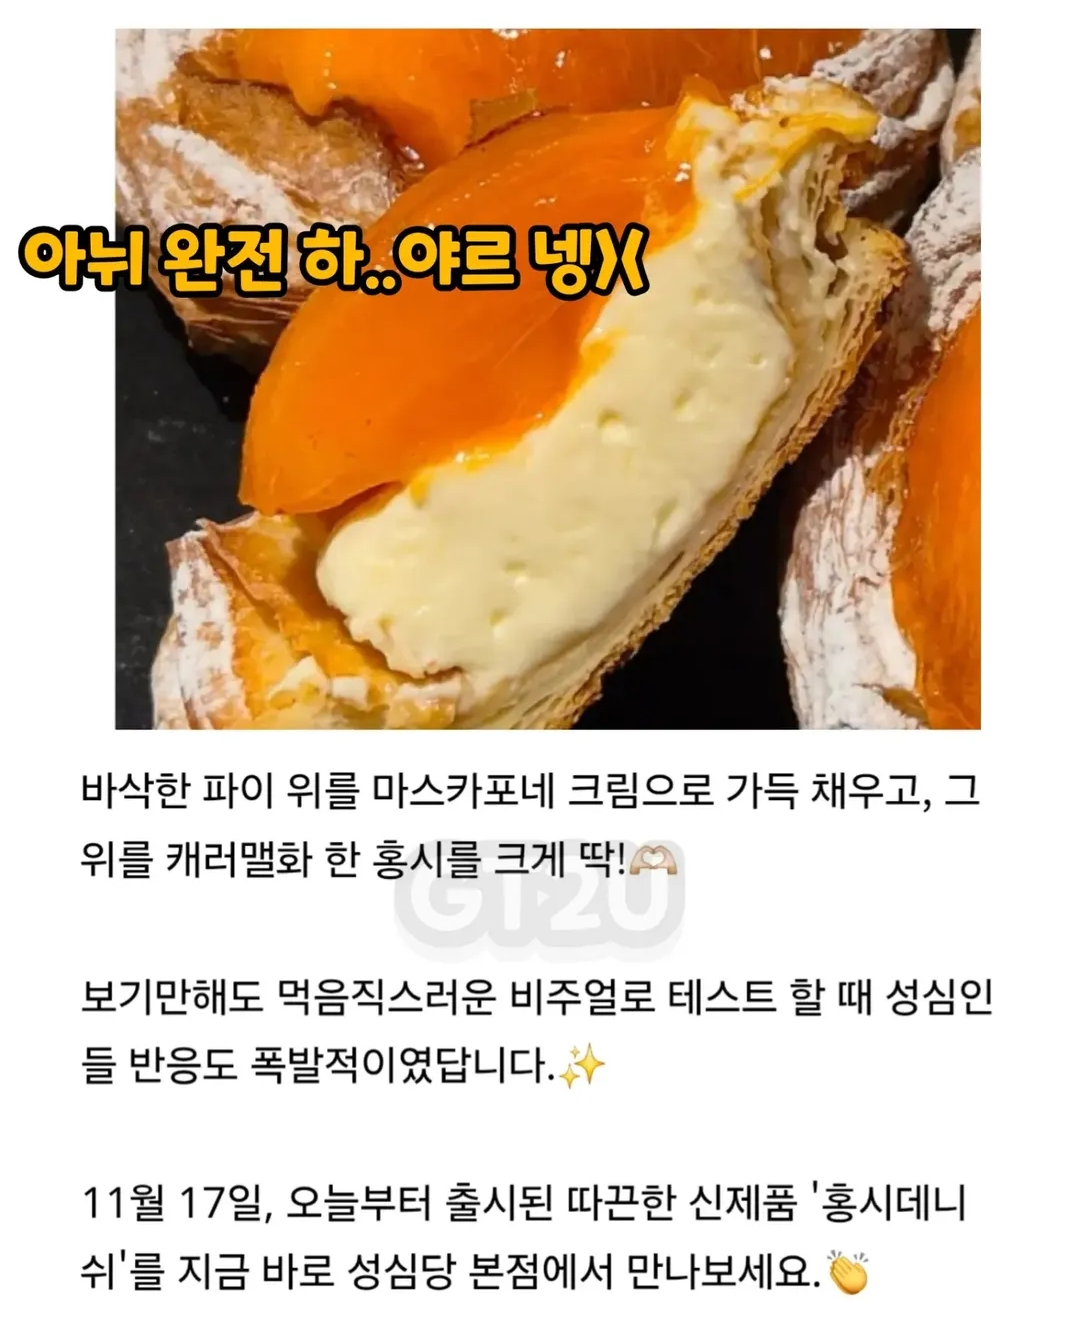 아뉘 완전 하..야르 넹)(
바삭한 파이 위를 마스카포네 크림으로 가득 채우고, 그
위를 캐러맬화 한 홍시를 크게 딱!🫶🏼
GT2U
보기만해도 먹음직스러운 비주얼로 테스트 할 때 성심인
들 반응도 폭발적이였답니다.✨
11월 17일, 오늘부터 출시된 따끈한 신제품 '홍시데니
쉬'를 지금 바로 성심당 본점에서 만나보세요.👏